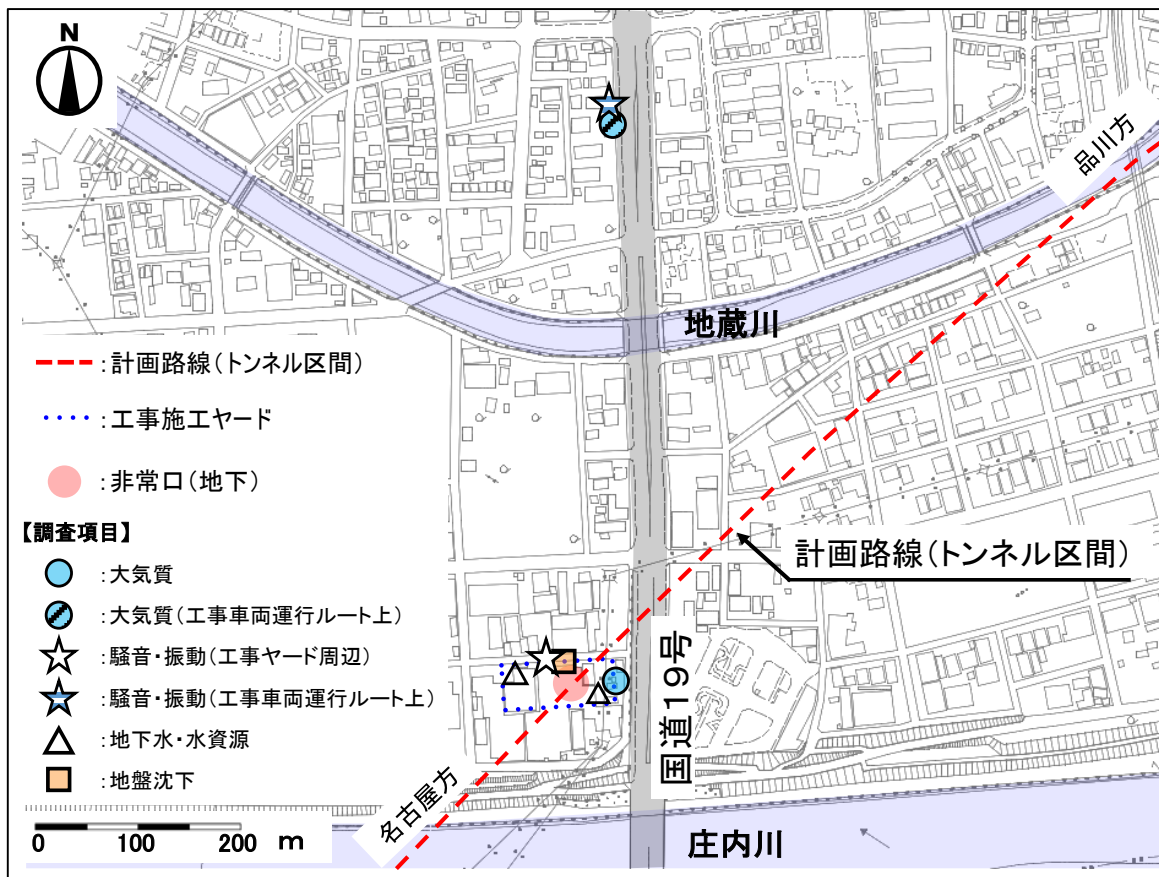 N
品川方
地蔵川
:計画路線(トンネル区間)
:工事施工ヤード
:非常口(地下)
【調査項目】
:大気質
:大気質(工事車両運行ルート上)
:騒音・振動(工事ヤード周辺)
:騒音・振動(工事車両運行ルート上)
:地下水・水資源
:地盤沈下
計画路線(トンネル区間)
国道19号
名古屋方
0 100 200 m
庄内川